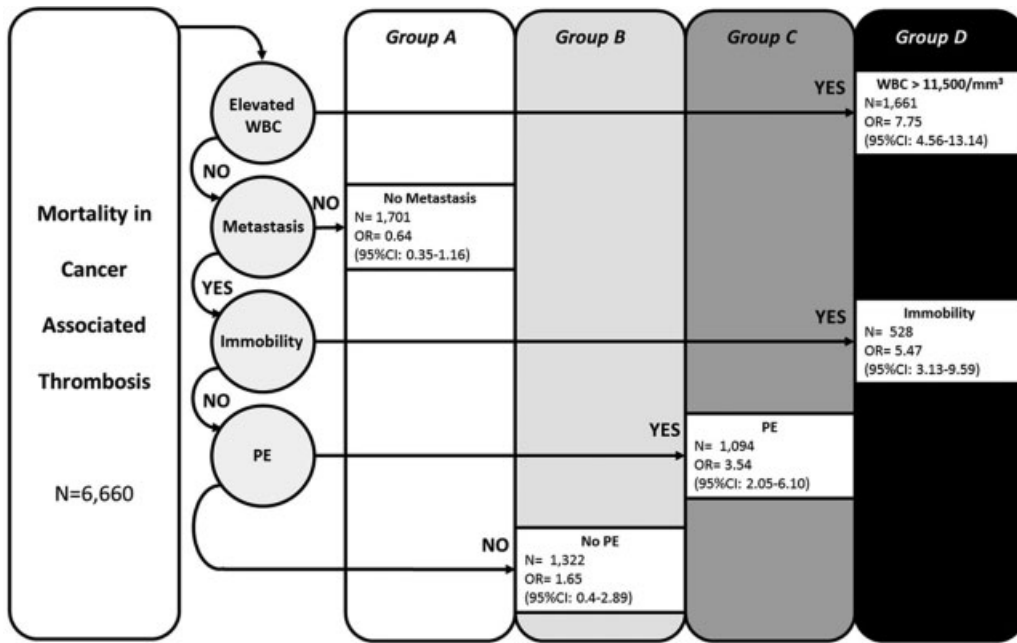 Mortality in
Cancer
Associated
Thrombosis
N=6,660
Elevated
WBC
NO
Metastasis
YES
Immobility
NO
PE
Group A
NO
No Metastasis
N= 1,701
OR= 0.64
(95%CI: 0.35-1.16)
Group B
NO
No PE
N= 1,322
OR= 1.65
(95%CI: 0.4-2.89)
Group C
YES
PE
N= 1,094
OR= 3.54
(95%CI: 2.05-6.10)
Group D
YES
WBC > 11,500/mm³
N=1,661
OR= 7.75
(95%CI: 4.56-13.14)
YES
Immobility
N= 528
OR= 5.47
(95%CI: 3.13-9.59)